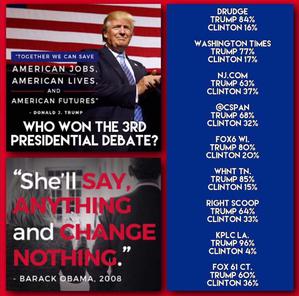 "TOGETHER WE CAN SAVE
AMERICAN JOBS,
AMERICAN LIVES,
AND
AMERICAN FUTURES"
- DONALD J. TRUMP
WHO WON THE 3RD
PRESIDENTIAL DEBATE?
"She'll SAY,
ANYTHING
and CHANGE
NOTHING."
- BARACK OBAMA, 2008
DRUDGE
TRUMP 84%
CLINTON 16%
WASHINGTON TIMES
TRUMP 77%
CLINTON 17%
NJ.COM
TRUMP 63%
CLINTON 37%
@CSPAN
TRUMP 68%
CLINTON 32%
FOX6 WI.
TRUMP 80%
CLINTON 20%
WHNT TN.
TRUMP 85%
CLINTON 15%
RIGHT SCOOP
TRUMP 64%
CLINTON 33%
KPLC LA.
TRUMP 96%
CLINTON 4%
FOX 61 CT.
TRUMP 60%
CLINTON 36%